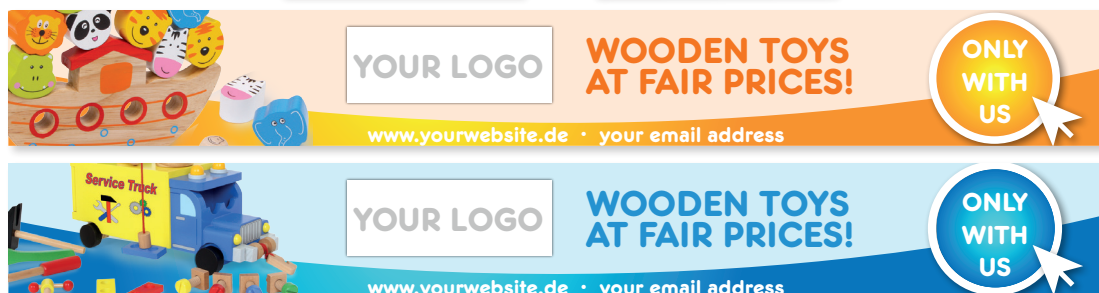 YOUR LOGO
WOODEN TOYS
AT FAIR PRICES!
ONLY
WITH
US
www.yourwebsite.de · your email address
Service Truck
YOUR LOGO
WOODEN TOYS
AT FAIR PRICES!
ONLY
WITH
US
www.yourwebsite.de · your email address